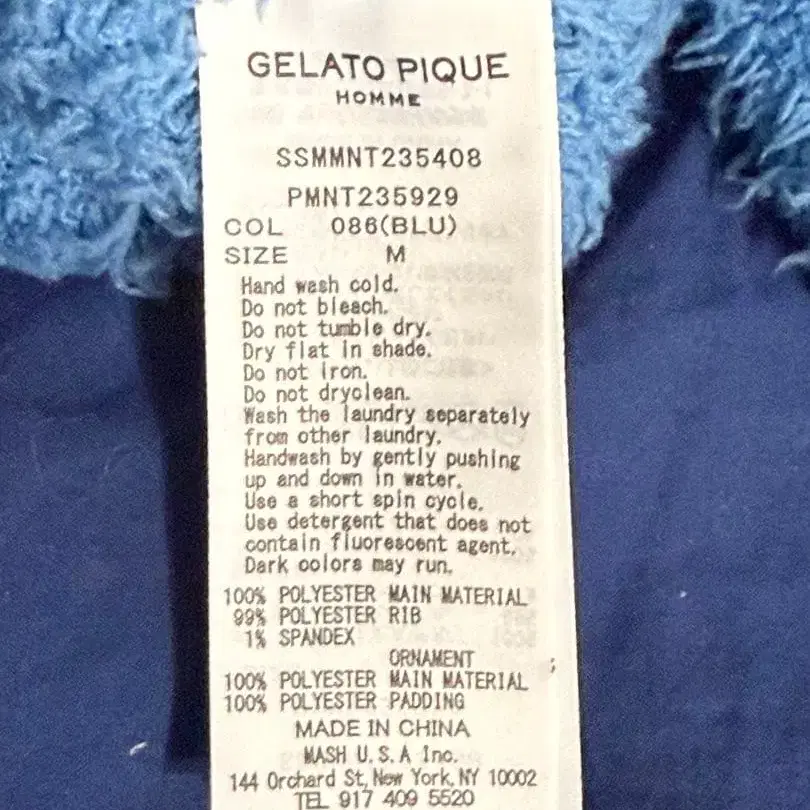 GELATO PIQUE
HOMME
SSMMNT235408
PMNT235929
COL 086(BLU)
SIZE M
Hand wash cold.
Do not bleach.
Do not tumble dry.
Dry flat in shade.
Do not iron.
Do not dryclean.
Wash the laundry separately
from other laundry.
Handwash by gently pushing
up and down in water.
Use a short spin cycle.
Use detergent that does not
contain fluorescent agent.
Dark colors may run.
100% POLYESTER MAIN MATERIAL
99% POLYESTER RIB
1% SPANDEX
ORNAMENT
100% POLYESTER MAIN MATERIAL
100% POLYESTER PADDING
MADE IN CHINA
MASH U.S.A Inc.
144 Orchard St, New York, NY 10002
TEL 917 409 5520